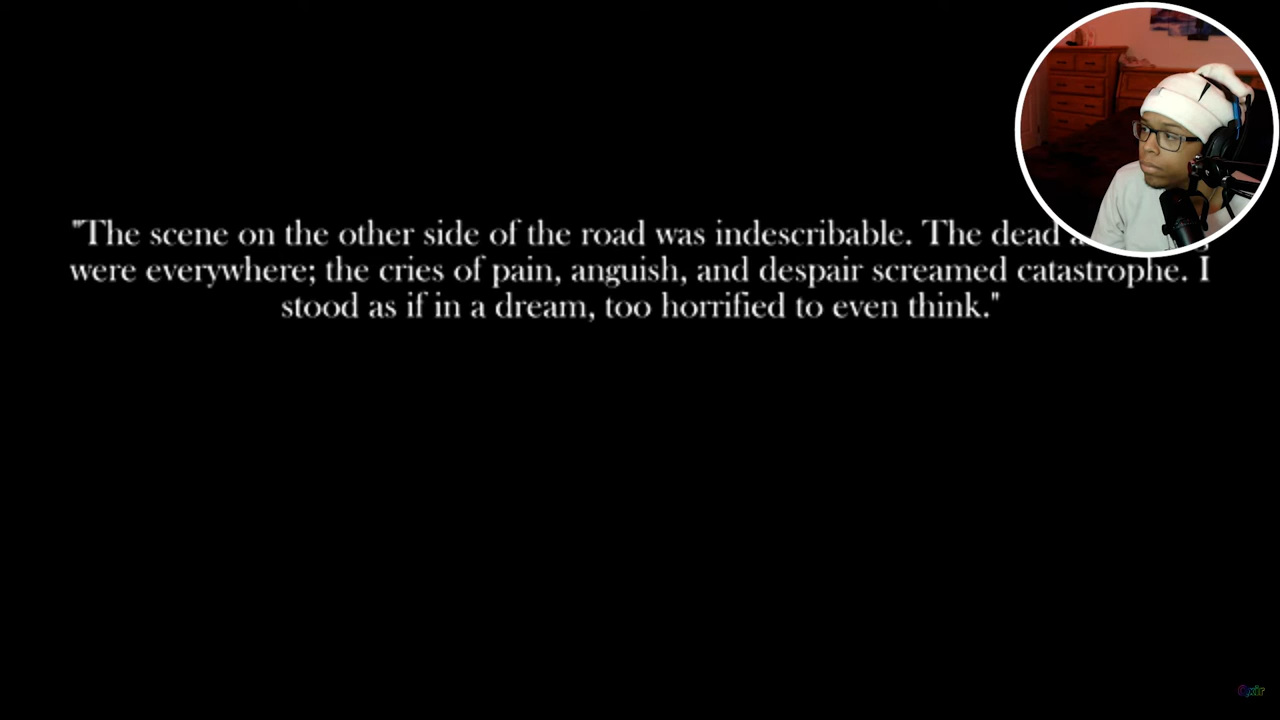 "The scene on the other side of the road was indescribable. The dead
were everywhere; the cries of pain, anguish, and despair screamed catastrophe. I
stood as if in a dream, too horrified to even think."
Qxir